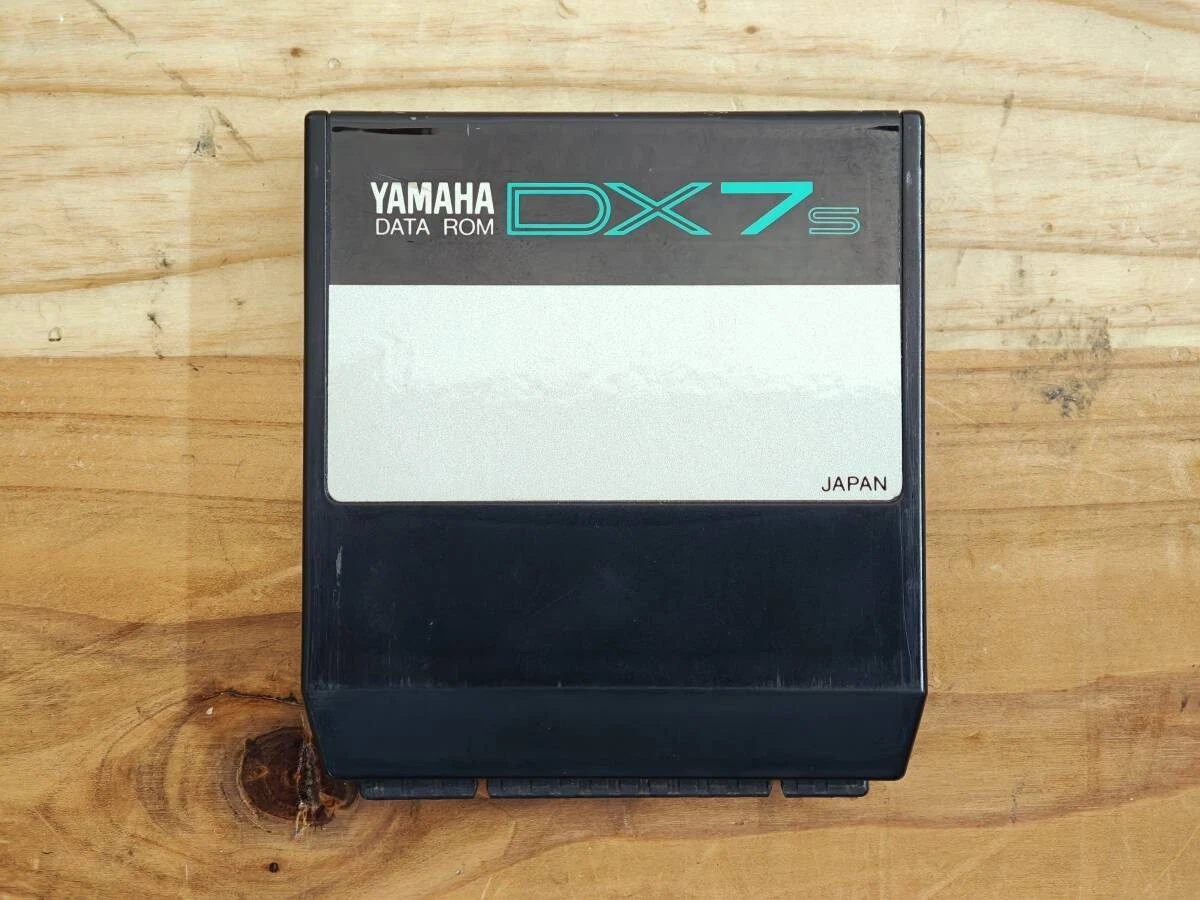 YAMAHA DX7s
DATA ROM
JAPAN